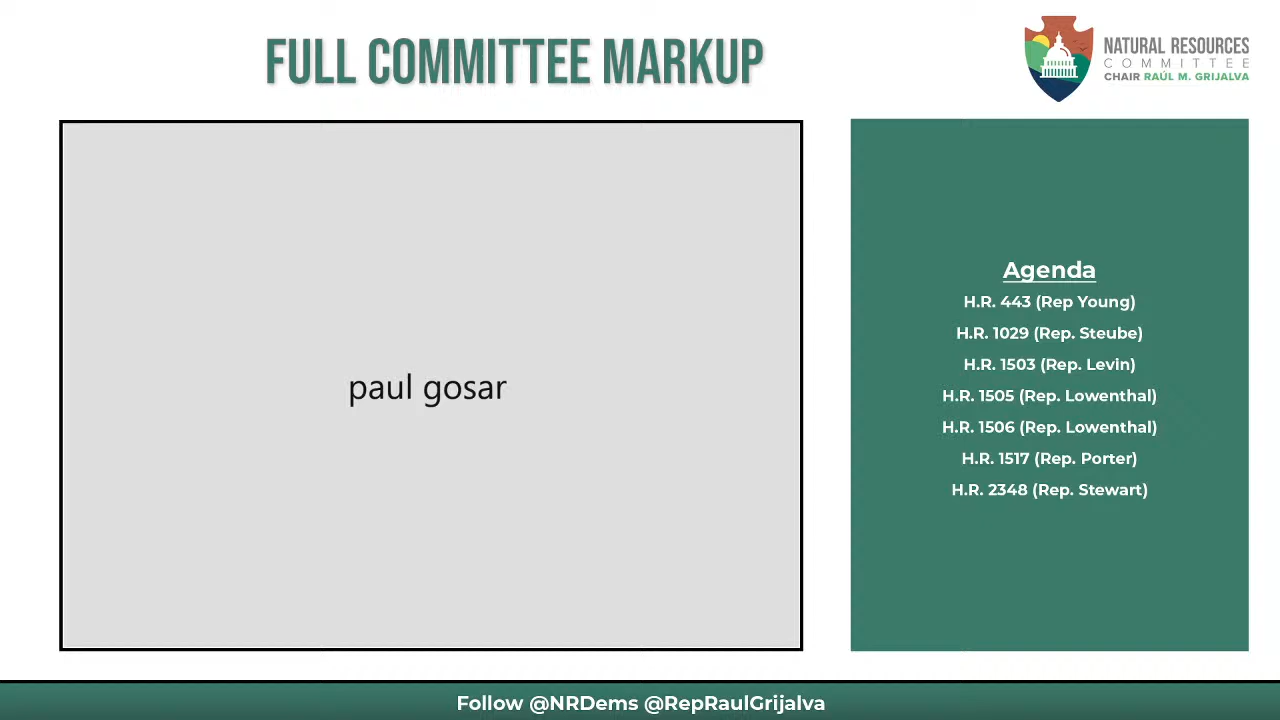 FULL COMMITTEE MARKUP
NATURAL RESOURCES
COMMITTEE
CHAIR RAÚL M. GRIJALVA
paul gosar
Agenda
H.R. 443 (Rep Young)
H.R. 1029 (Rep. Steube)
H.R. 1503 (Rep. Levin)
H.R. 1505 (Rep. Lowenthal)
H.R. 1506 (Rep. Lowenthal)
H.R. 1517 (Rep. Porter)
H.R. 2348 (Rep. Stewart)
Follow @NRDems @RepRaulGrijalva